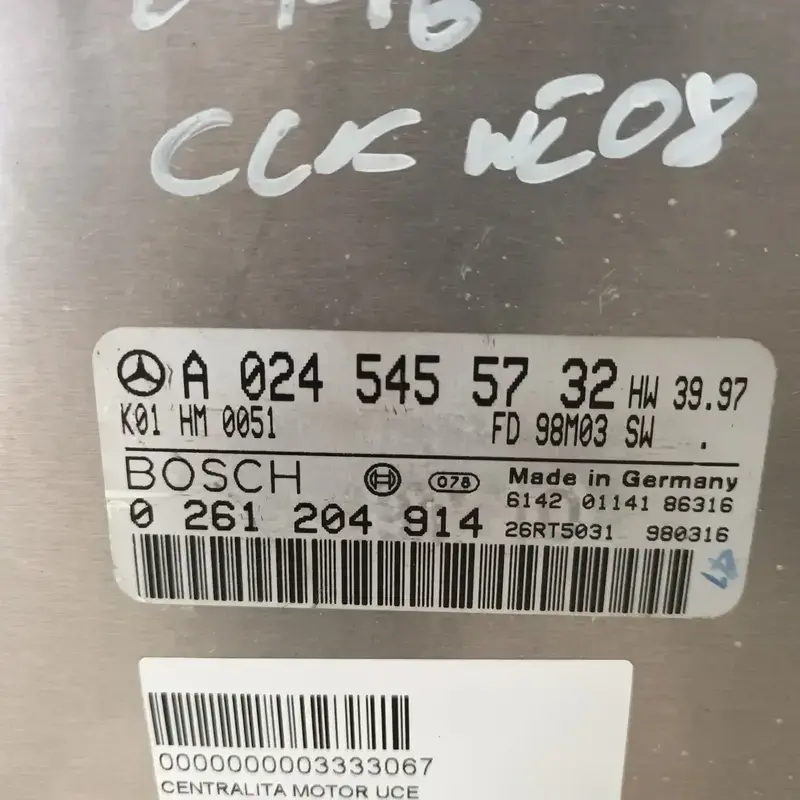 CLK WE08
A 024 545 57 32 HW 39.97
K01 HM 0051 FD 98M03 SW .
BOSCH 078 Made in Germany
6142 01141 86316
0 261 204 914 26RT5031 980316
0000000003333067
CENTRALITA MOTOR UCE